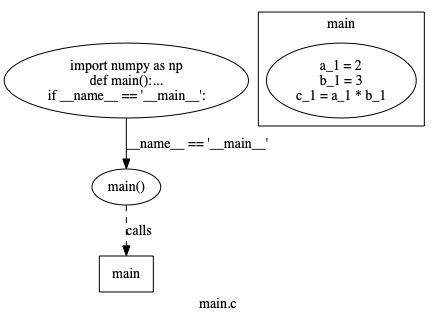 import numpy as np
def main():...
if __name__ == '__main__':
main
a_1 = 2
b_1 = 3
c_1 = a_1 * b_1
__name__ == '__main__'
main()
calls
main
main.c